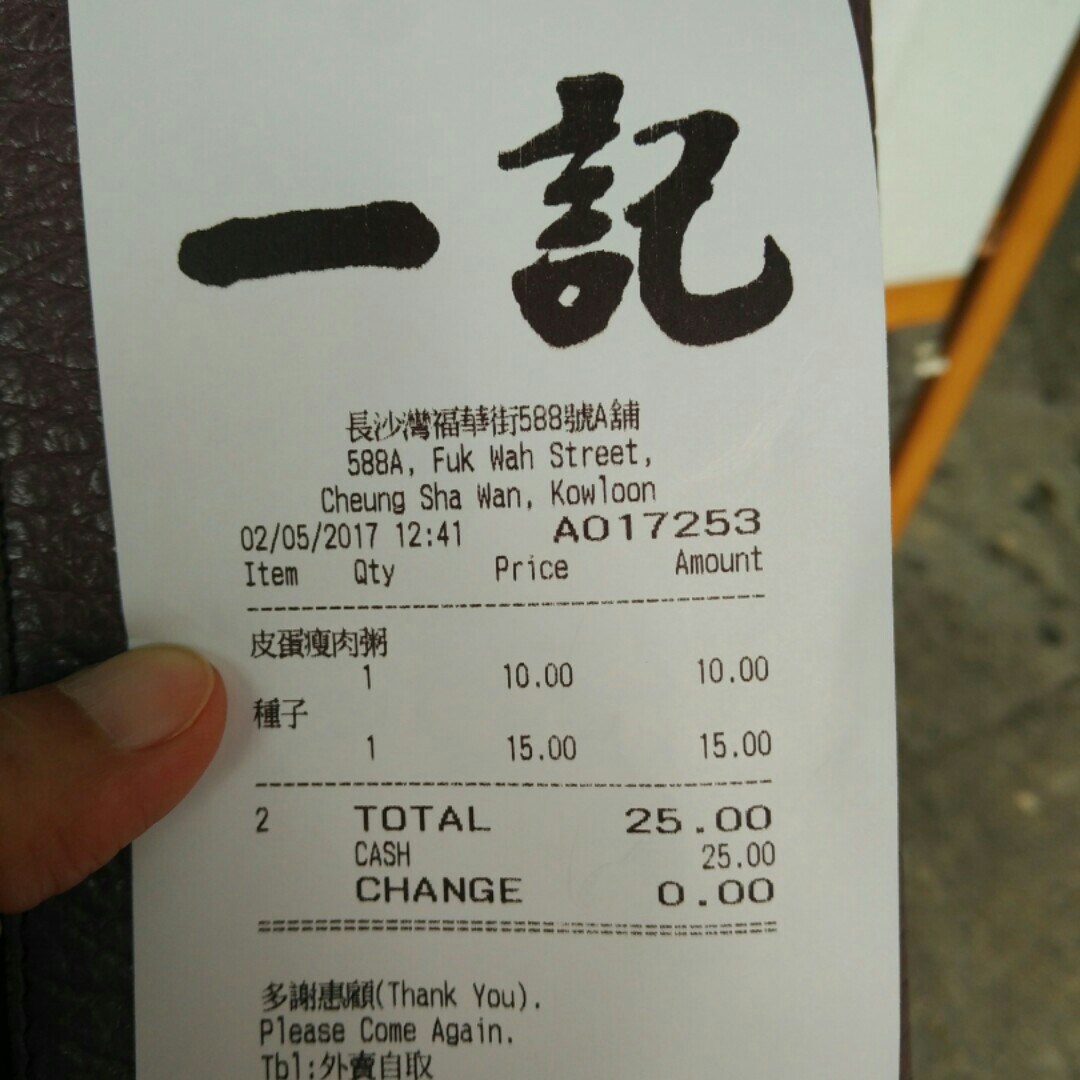 一記
長沙灣福華街588號A舖
588A, Fuk Wah Street,
Cheung Sha Wan, Kowloon
02/05/2017 12:41 A017253
Item Qty Price Amount
皮蛋瘦肉粥
1 10.00 10.00
種子
1 15.00 15.00
2 TOTAL 25.00
CASH 25.00
CHANGE 0.00
多謝惠顧(Thank You).
Please Come Again.
Tbl:外賣自取